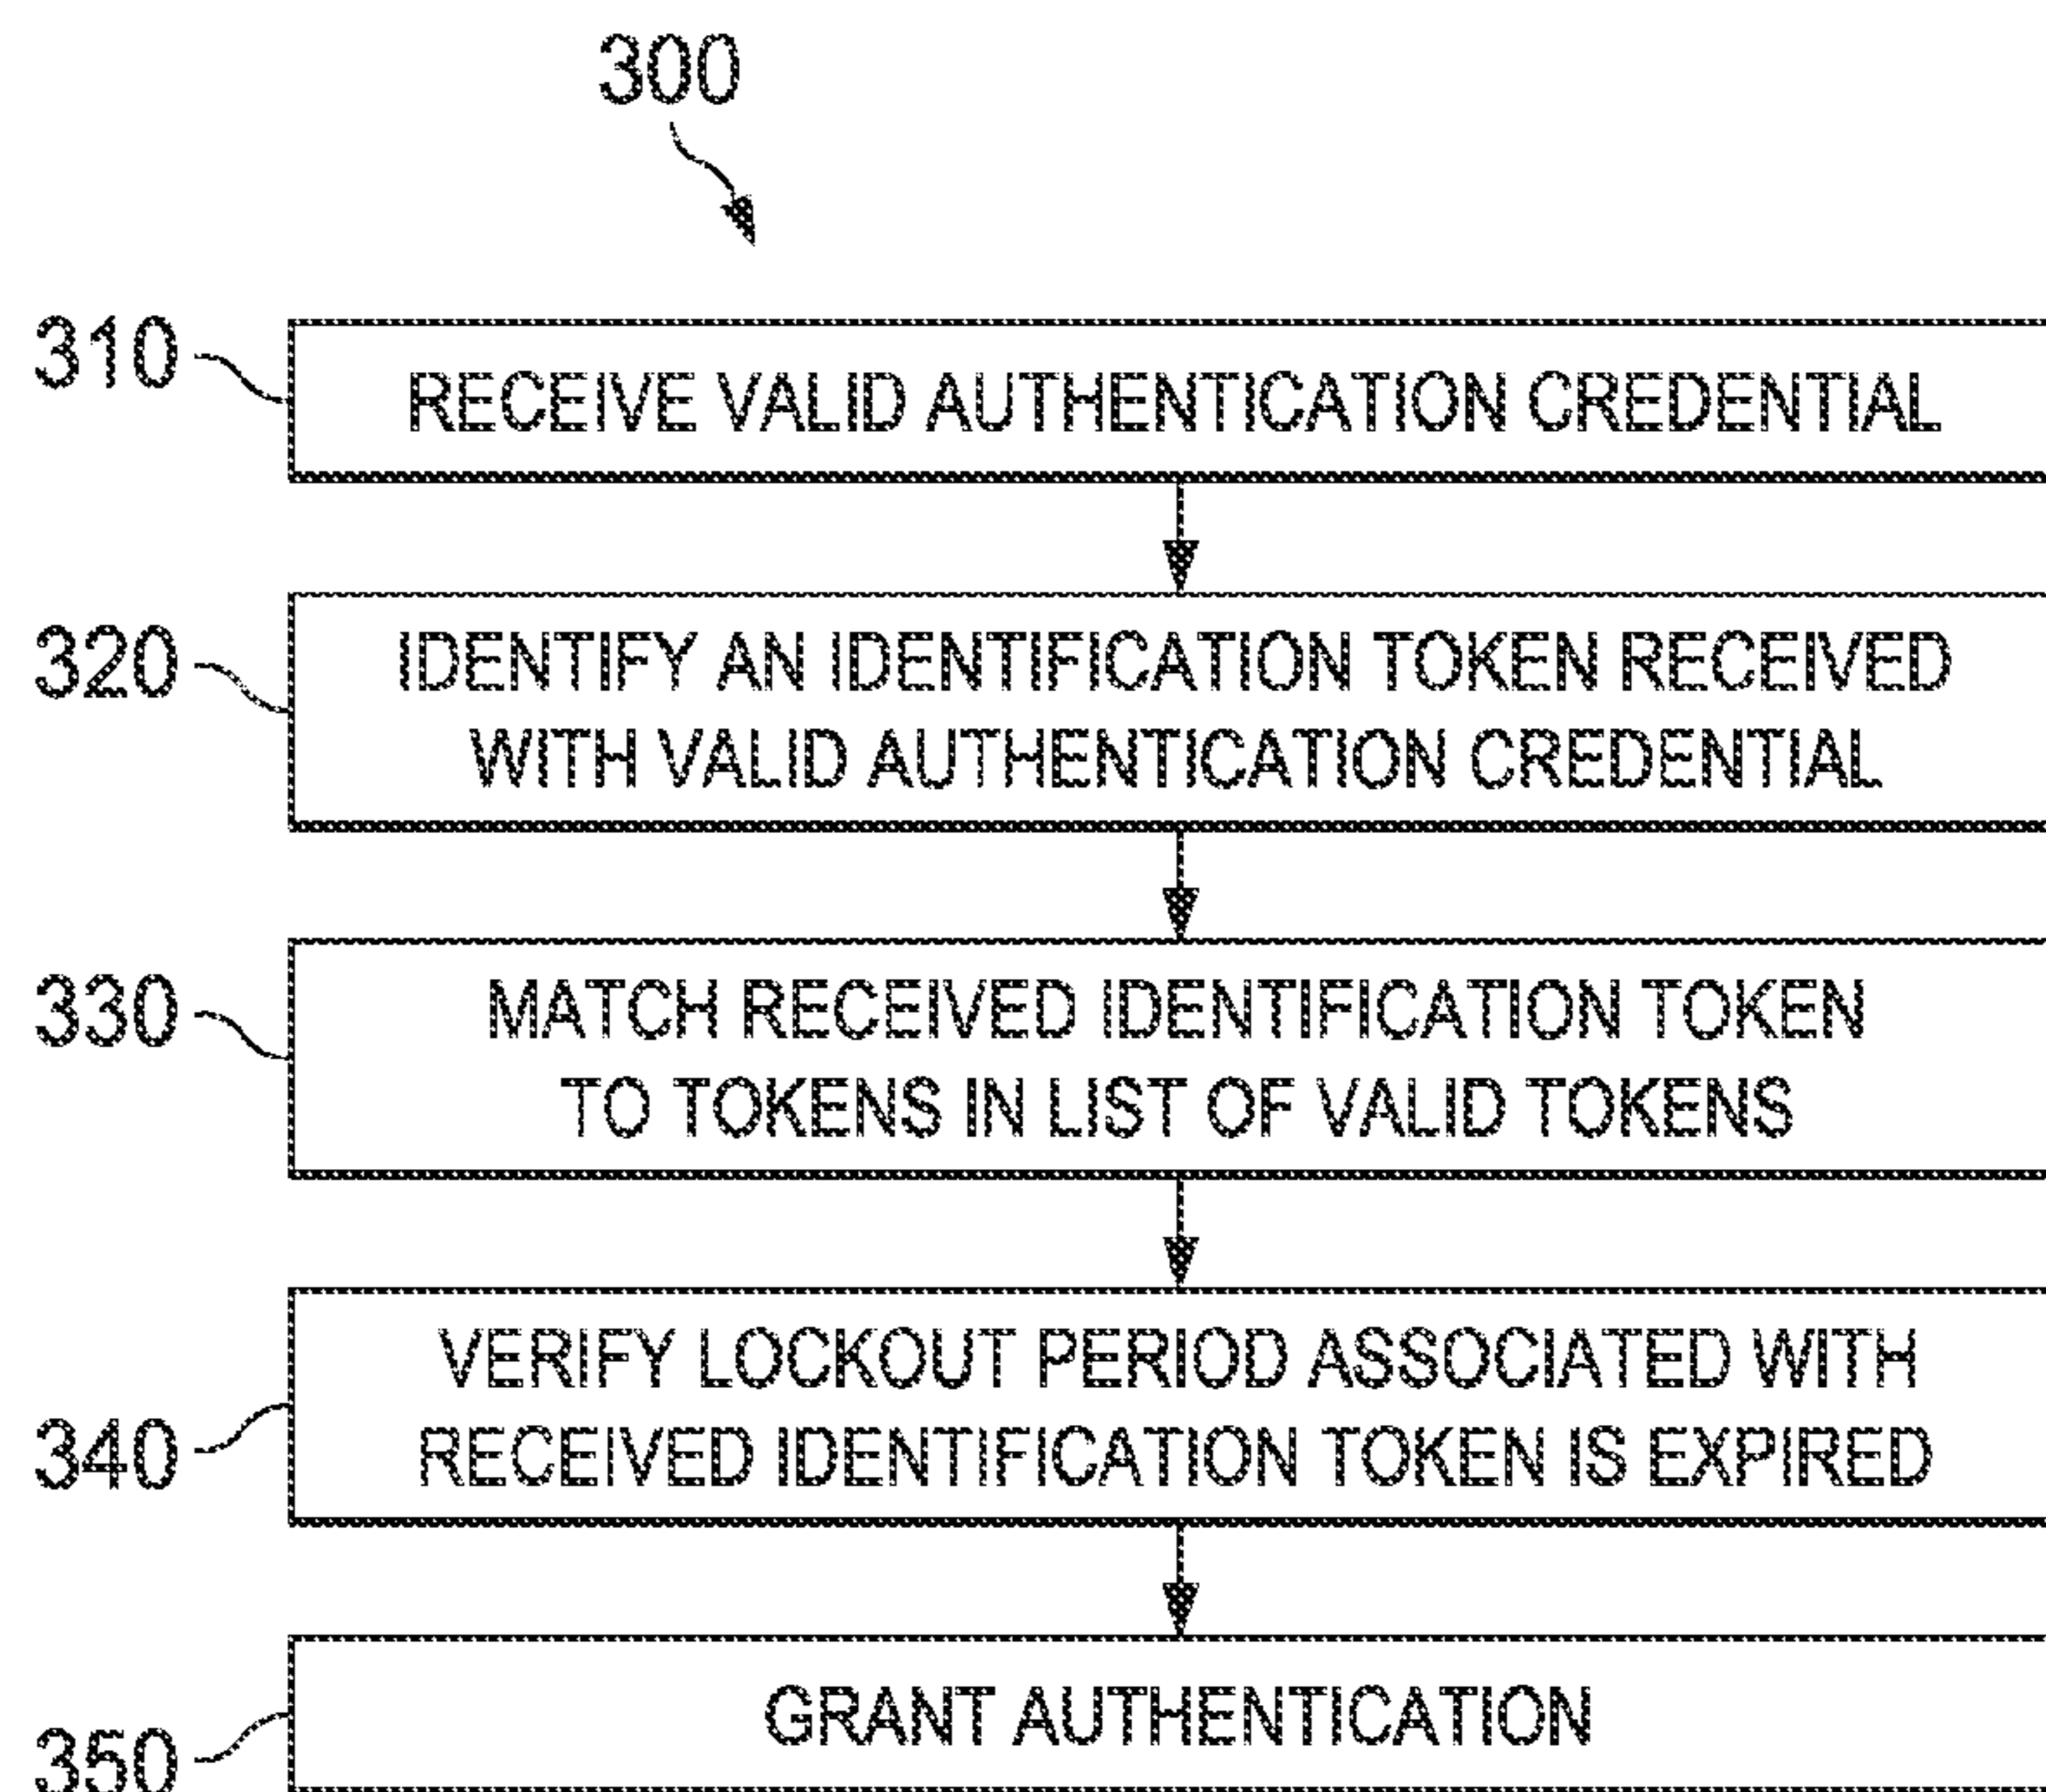 300
310
RECEIVE VALID AUTHENTICATION CREDENTIAL
320
IDENTIFY AN IDENTIFICATION TOKEN RECEIVED
WITH VALID AUTHENTICATION CREDENTIAL
330
MATCH RECEIVED IDENTIFICATION TOKEN
TO TOKENS IN LIST OF VALID TOKENS
340
VERIFY LOCKOUT PERIOD ASSOCIATED WITH
RECEIVED IDENTIFICATION TOKEN IS EXPIRED
350
GRANT AUTHENTICATION